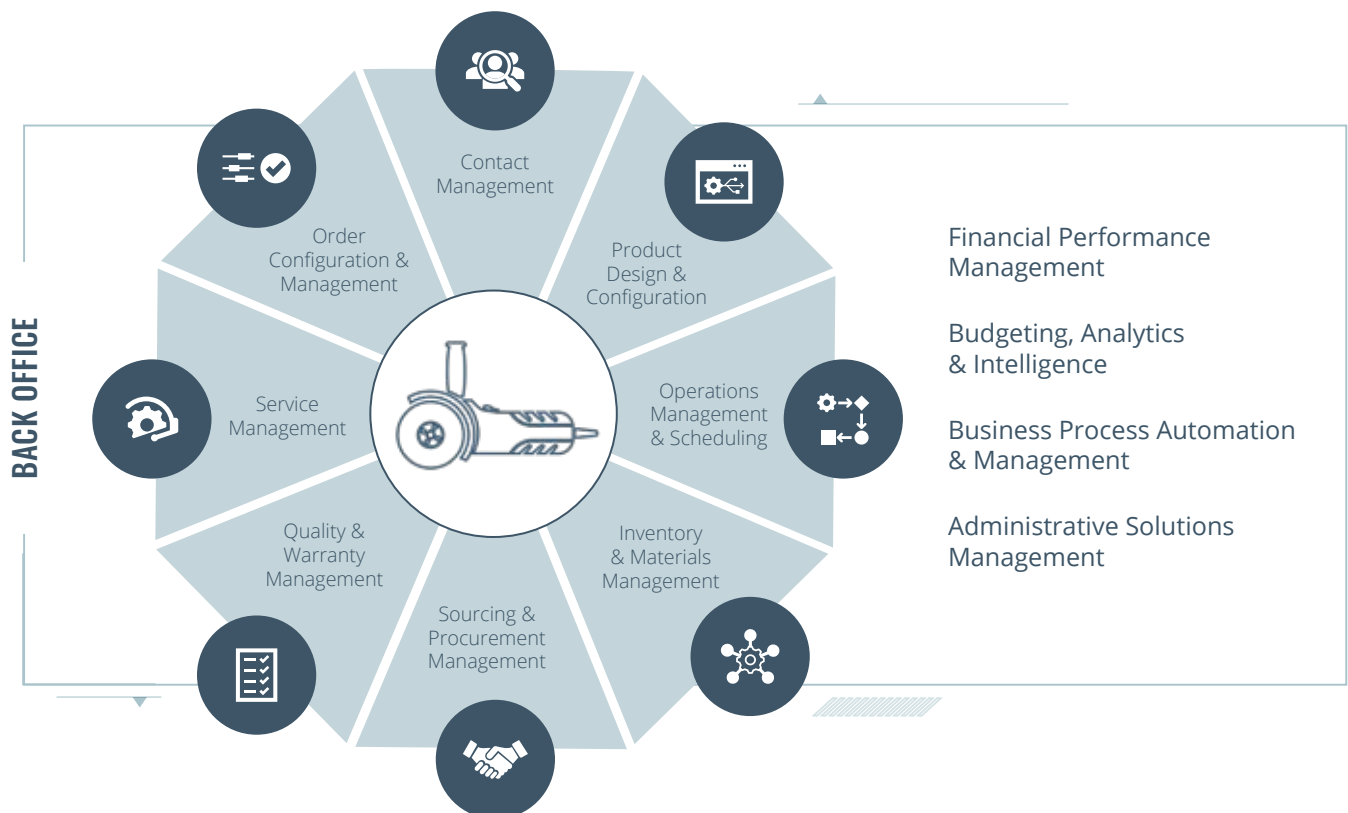 Contact
Management
Product
Design &
Configuration
Operations
Management
& Scheduling
Inventory
& Materials
Management
Sourcing &
Procurement
Management
Quality &
Warranty
Management
Service
Management
Order
Configuration &
Management
BACK OFFICE
Financial Performance
Management
Budgeting, Analytics
& Intelligence
Business Process Automation
& Management
Administrative Solutions
Management